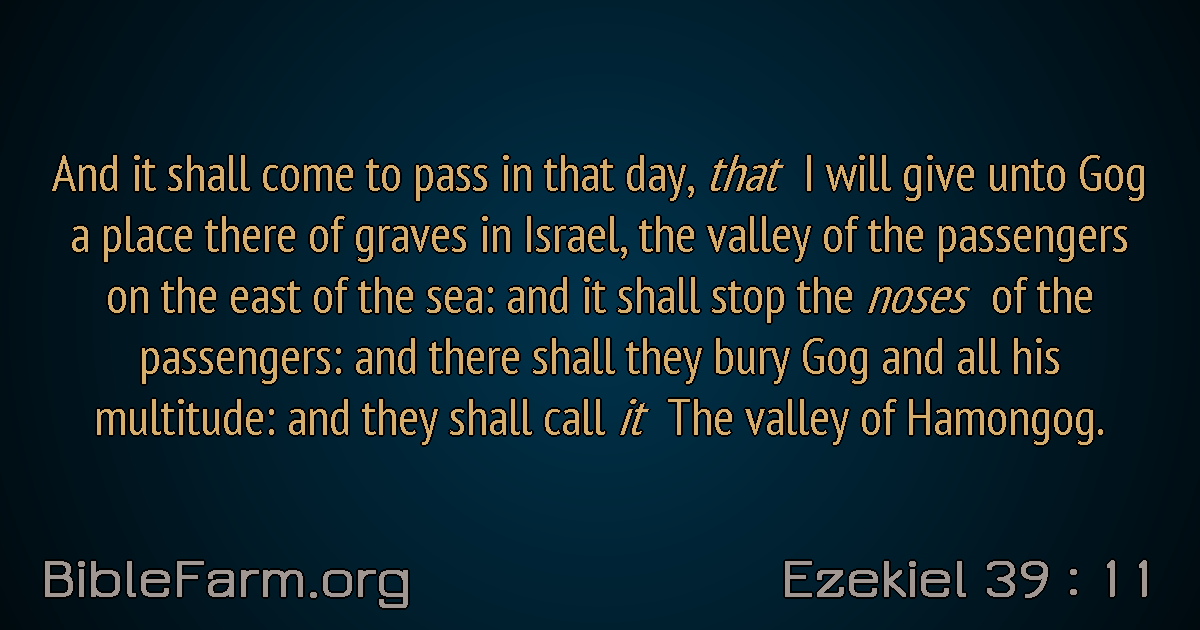 And it shall come to pass in that day, that I will give unto Gog
a place there of graves in Israel, the valley of the passengers
on the east of the sea: and it shall stop the noses of the
passengers: and there shall they bury Gog and all his
multitude: and they shall call it The valley of Hamongog.
BibleFarm.org
Ezekiel 39 : 11